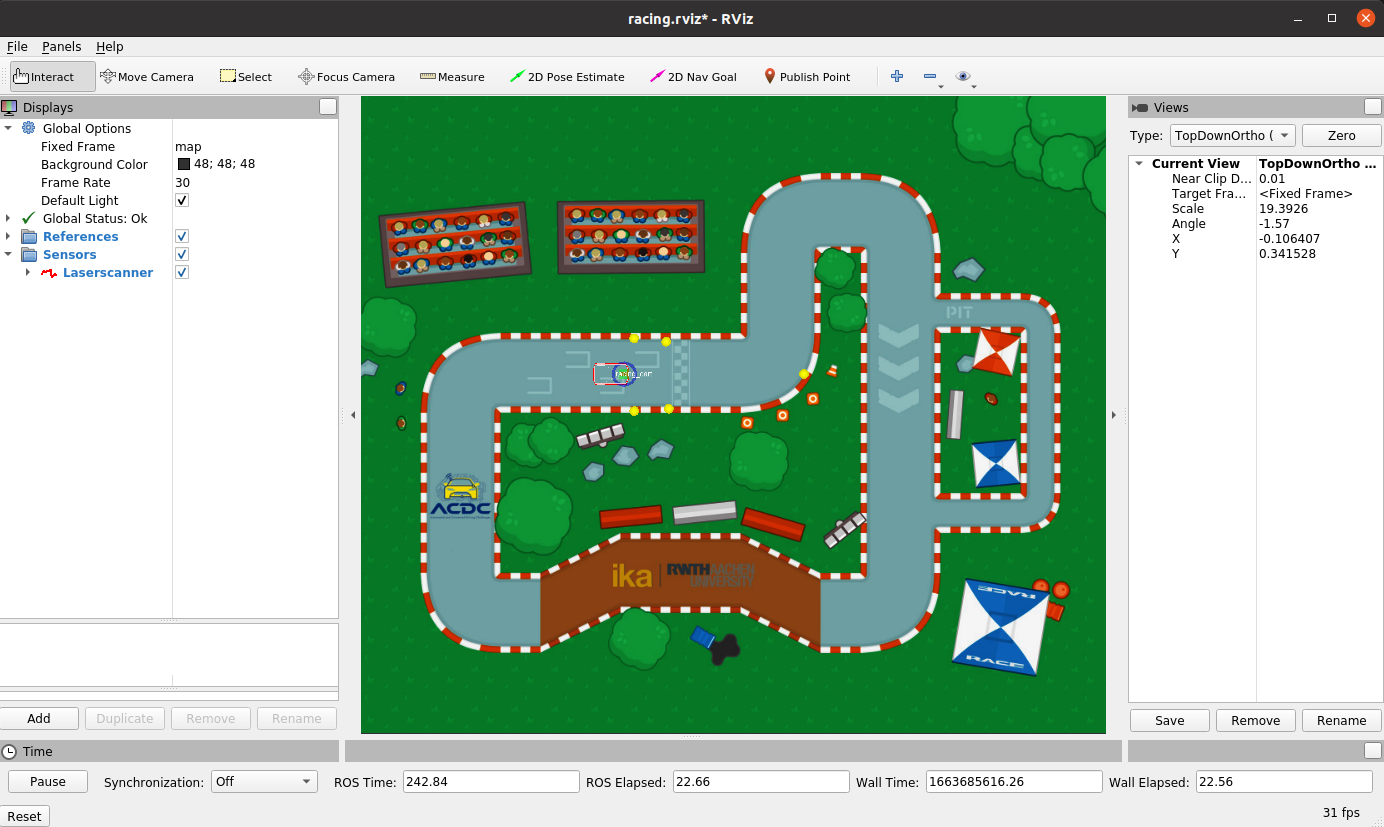 racing.rviz* - RViz
File Panels Help
Interact Move Camera Select Focus Camera Measure 2D Pose Estimate 2D Nav Goal Publish Point
Displays
Global Options
Fixed Frame map
Background Color 48; 48; 48
Frame Rate 30
Default Light
Global Status: Ok
References
Sensors
Laserscanner
Add Duplicate Remove Rename
PIT
ACDC
ika RWTH AACHEN
UNIVERSITY
RACE
RACE
Views
Type: TopDownOrtho ( Zero
Current View TopDownOrtho ...
Near Clip D... 0.01
Target Fra... <Fixed Frame>
Scale 19.3926
Angle -1.57
X -0.106407
Y 0.341528
Save Remove Rename
Time
Pause Synchronization: Off ROS Time: 242.84 ROS Elapsed: 22.66 Wall Time: 1663685616.26 Wall Elapsed: 22.56
Reset 31 fps